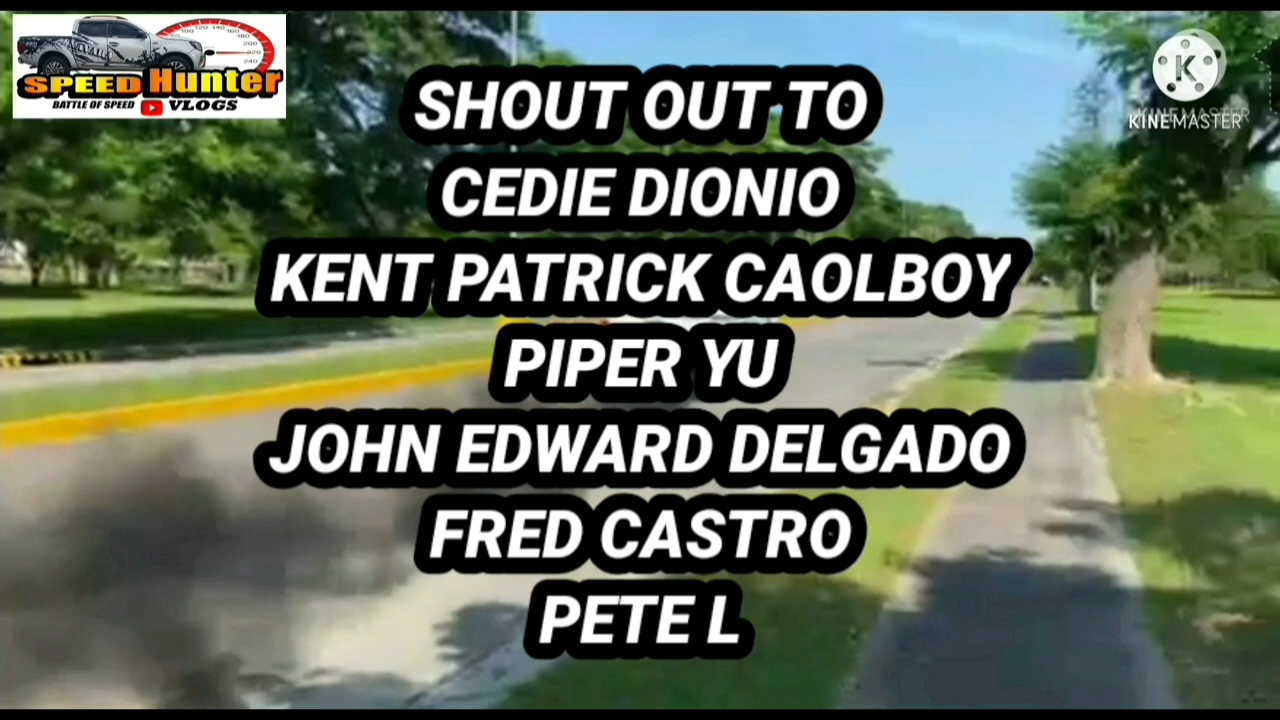 SPEED Hunter
BATTLE OF SPEED VLOGS
SHOUT OUT TO
CEDIE DIONIO
KENT PATRICK CAOLBOY
PIPER YU
JOHN EDWARD DELGADO
FRED CASTRO
PETE L
K
KINEMASTER